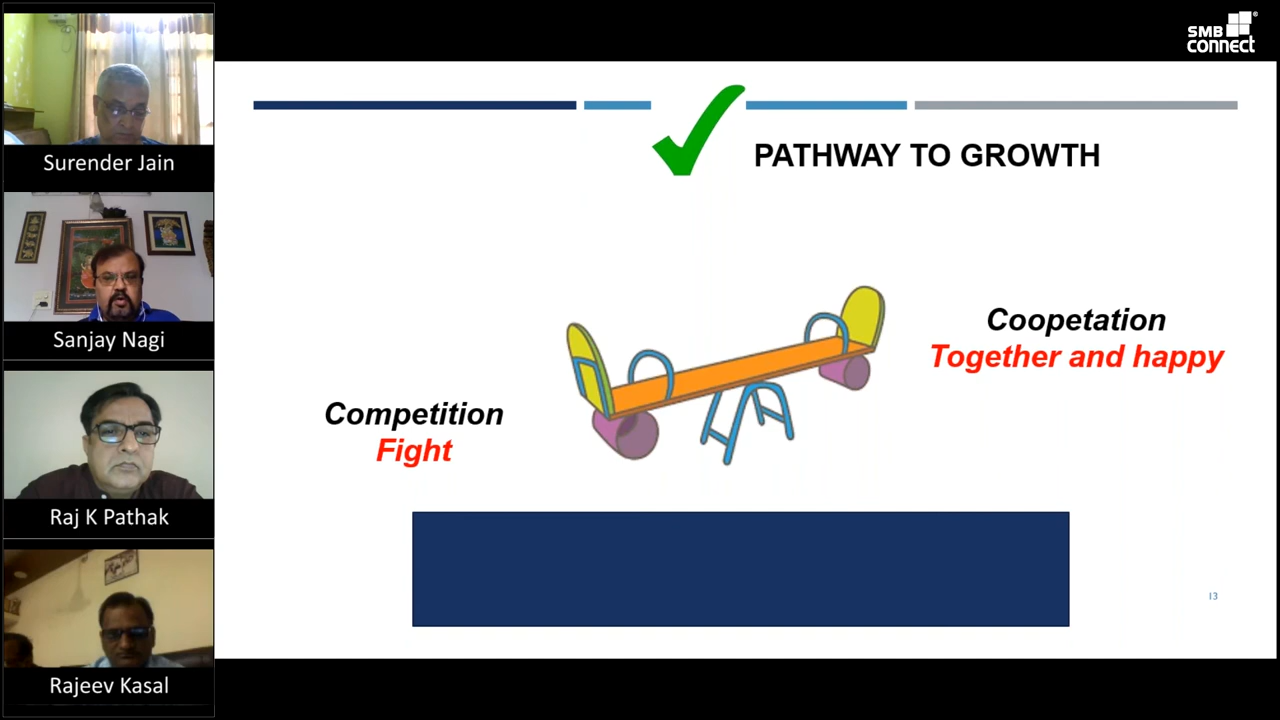 SMB
connect
Surender Jain
Sanjay Nagi
Raj K Pathak
Rajeev Kasal
PATHWAY TO GROWTH
Coopetation
Together and happy
Competition
Fight
13